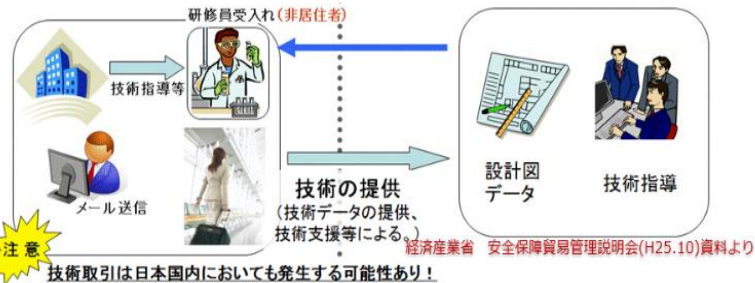 研修員受入れ(非居住者)
技術指導等
メール送信
技術の提供
(技術データの提供、
技術支援等による。)
設計図
データ
技術指導
経済産業省 安全保障貿易管理説明会(H25.10)資料より
注意
技術取引は日本国内においても発生する可能性あり！